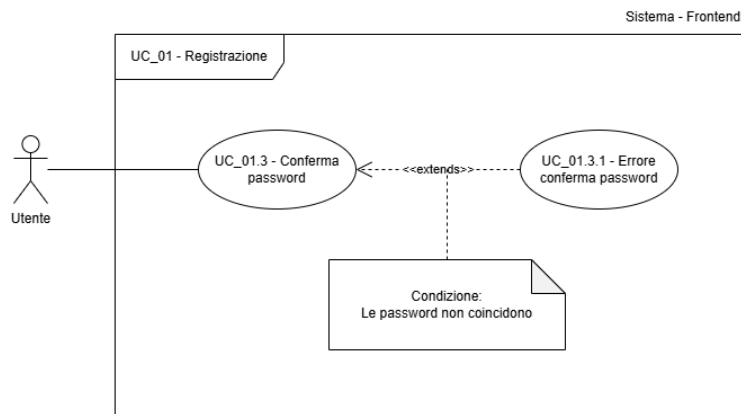 Sistema - Frontend
UC_01 - Registrazione
UC_01.3 - Conferma
password
<<extends>>
UC_01.3.1 - Errore
conferma password
Utente
Condizione:
Le password non coincidono